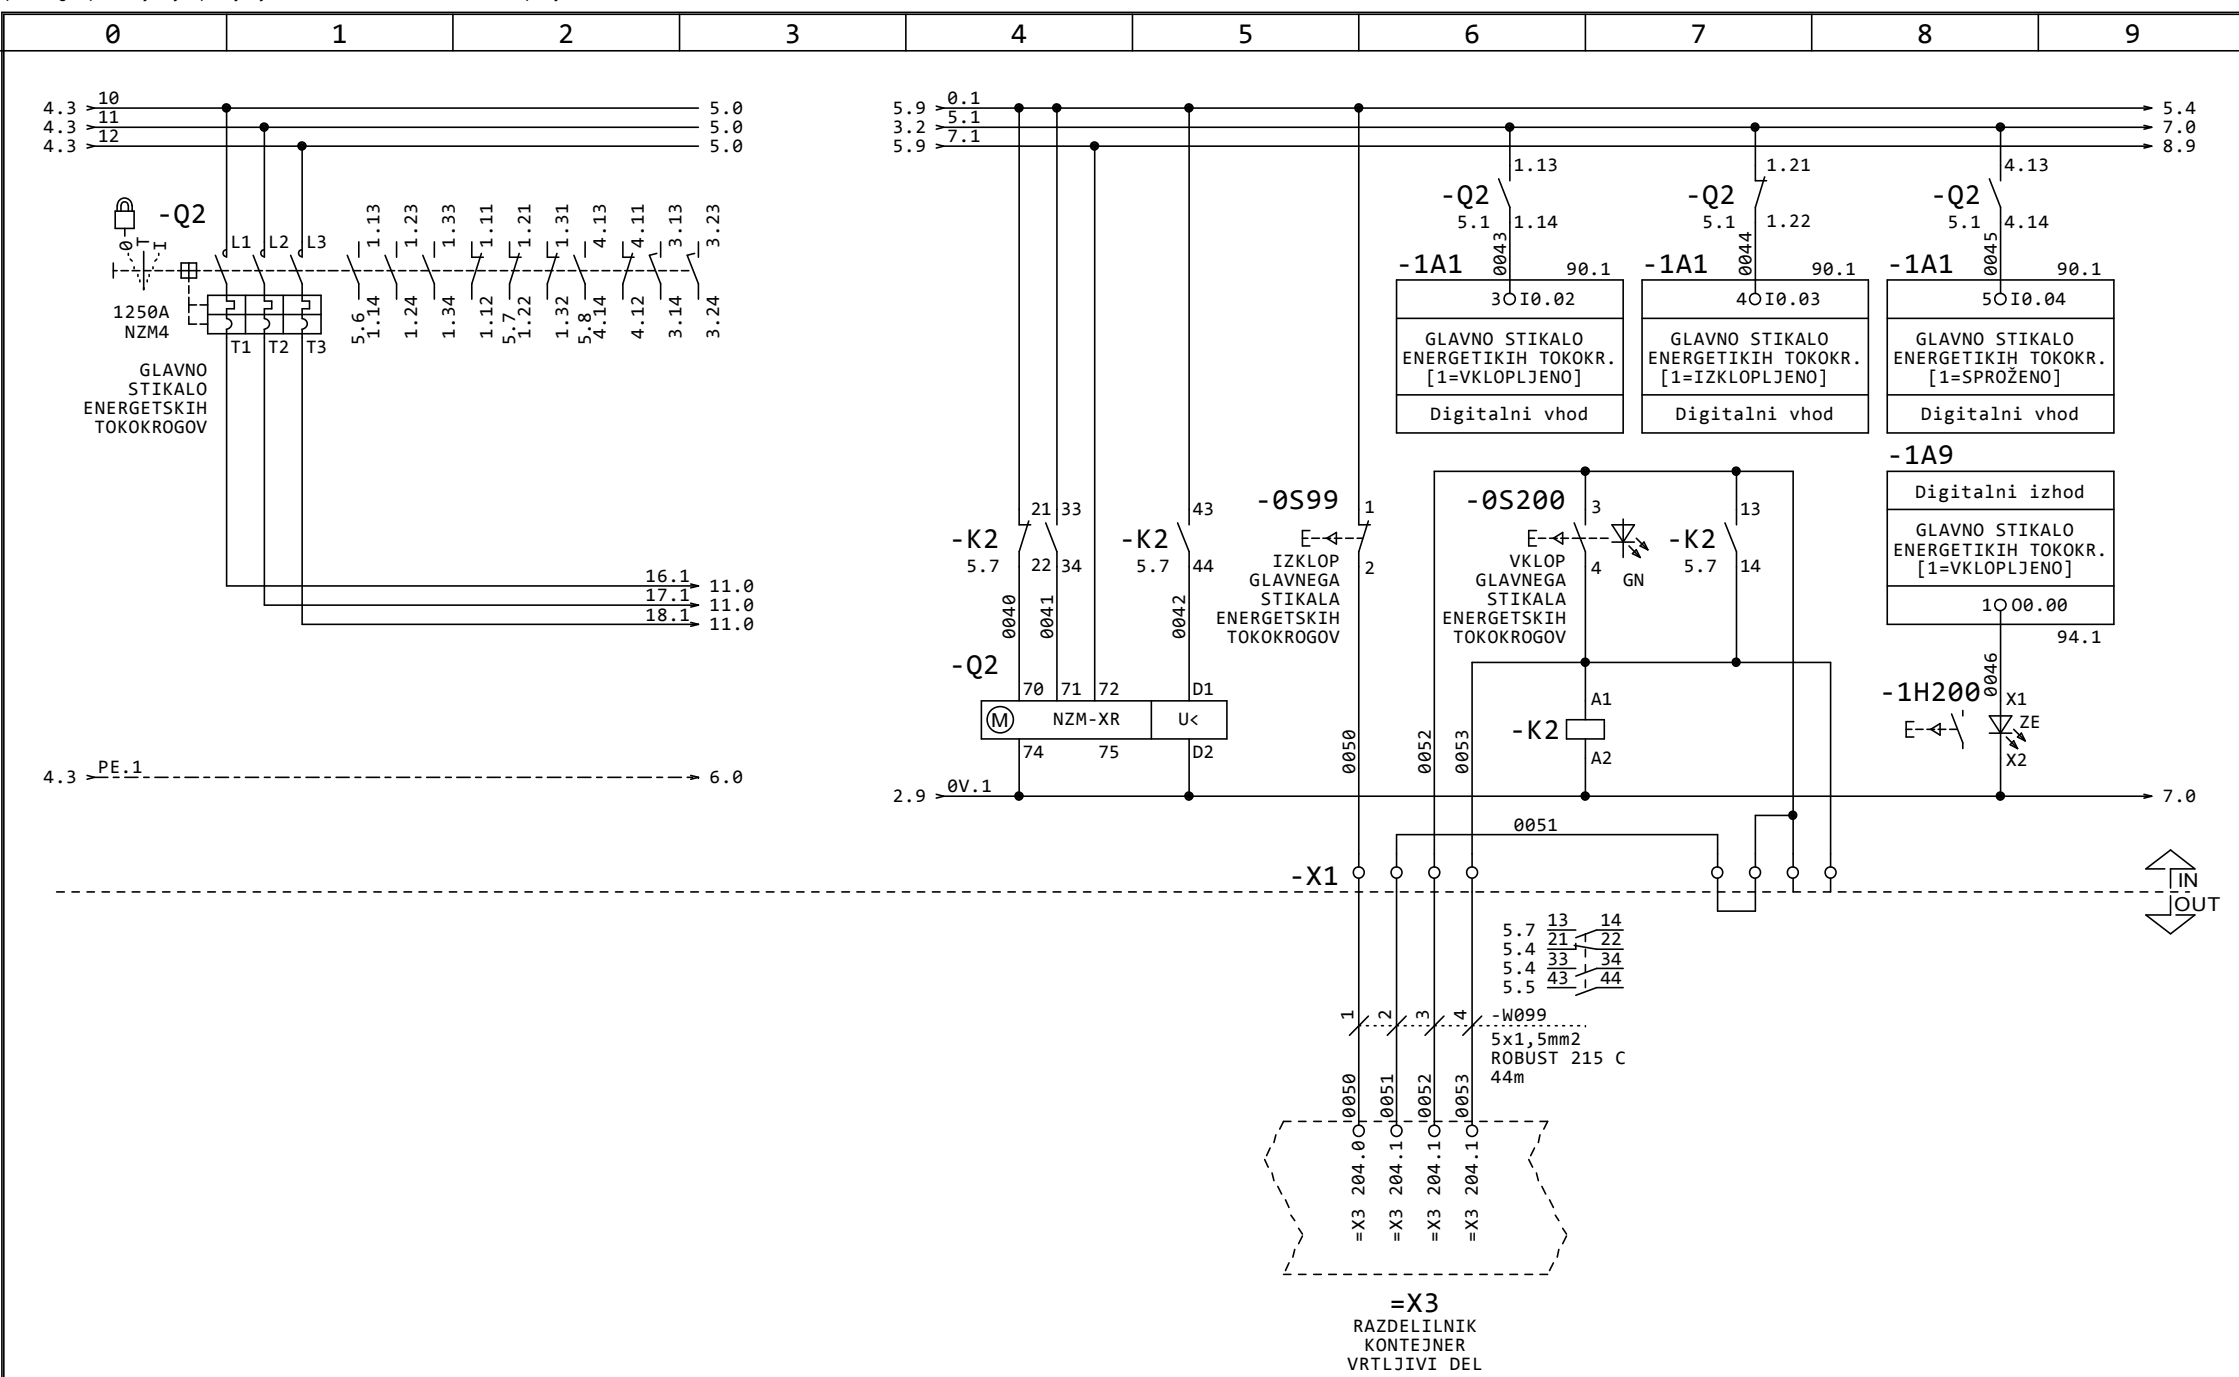 0 1 2 3 4 5 6 7 8 9
4.3 10 5.0
4.3 11 5.0
4.3 12 5.0
5.9 0.1 5.4
3.2 5.1 7.0
5.9 7.1 8.9
-Q2
0 T I
L1 L2 L3
1.13 1.23 1.33 1.11 1.21 1.31 4.13 4.11 3.13 3.23
1250A
NZM4
T1 T2 T3
5.6 1.14 1.24 1.34 1.12 5.7 1.22 1.32 5.8 4.14 4.12 3.14 3.24
GLAVNO
STIKALO
ENERGETSKIH
TOKOKROGOV
16.1 11.0
17.1 11.0
18.1 11.0
4.3 PE.1 6.0
1.13
-Q2
5.1 1.14
0043
-1A1 90.1
3 I0.02
GLAVNO STIKALO
ENERGETIKIH TOKOKR.
[1=VKLOPLJENO]
Digitalni vhod
1.21
-Q2
5.1 1.22
0044
-1A1 90.1
4 I0.03
GLAVNO STIKALO
ENERGETIKIH TOKOKR.
[1=IZKLOPLJENO]
Digitalni vhod
4.13
-Q2
5.1 4.14
0045
-1A1 90.1
5 I0.04
GLAVNO STIKALO
ENERGETIKIH TOKOKR.
[1=SPROŽENO]
Digitalni vhod
-1A9
Digitalni izhod
GLAVNO STIKALO
ENERGETIKIH TOKOKR.
[1=VKLOPLJENO]
1 O0.00
94.1
0046
-1H200
X1
ZE
X2
21 33
-K2
5.7 22 34
0040 0041
43
-K2
5.7 44
0042
-Q2
70 71 72 D1
M NZM-XR U<
74 75 D2
-0S99
1
2
IZKLOP
GLAVNEGA
STIKALA
ENERGETSKIH
TOKOKROGOV
-0S200
3
4
GN
VKLOP
GLAVNEGA
STIKALA
ENERGETSKIH
TOKOKROGOV
13
-K2
5.7 14
A1
-K2
A2
0050 0052 0053
2.9 0V.1 7.0
0051
-X1
IN
OUT
5.7 13 14
5.4 21 22
5.4 33 34
5.5 43 44
1 2 3 4 -W099
5x1,5mm2
ROBUST 215 C
44m
0050 0051 0052 0053
=X3 204.0 =X3 204.1 =X3 204.1 =X3 204.1
=X3
RAZDELILNIK
KONTEJNER
VRTLJIVI DEL